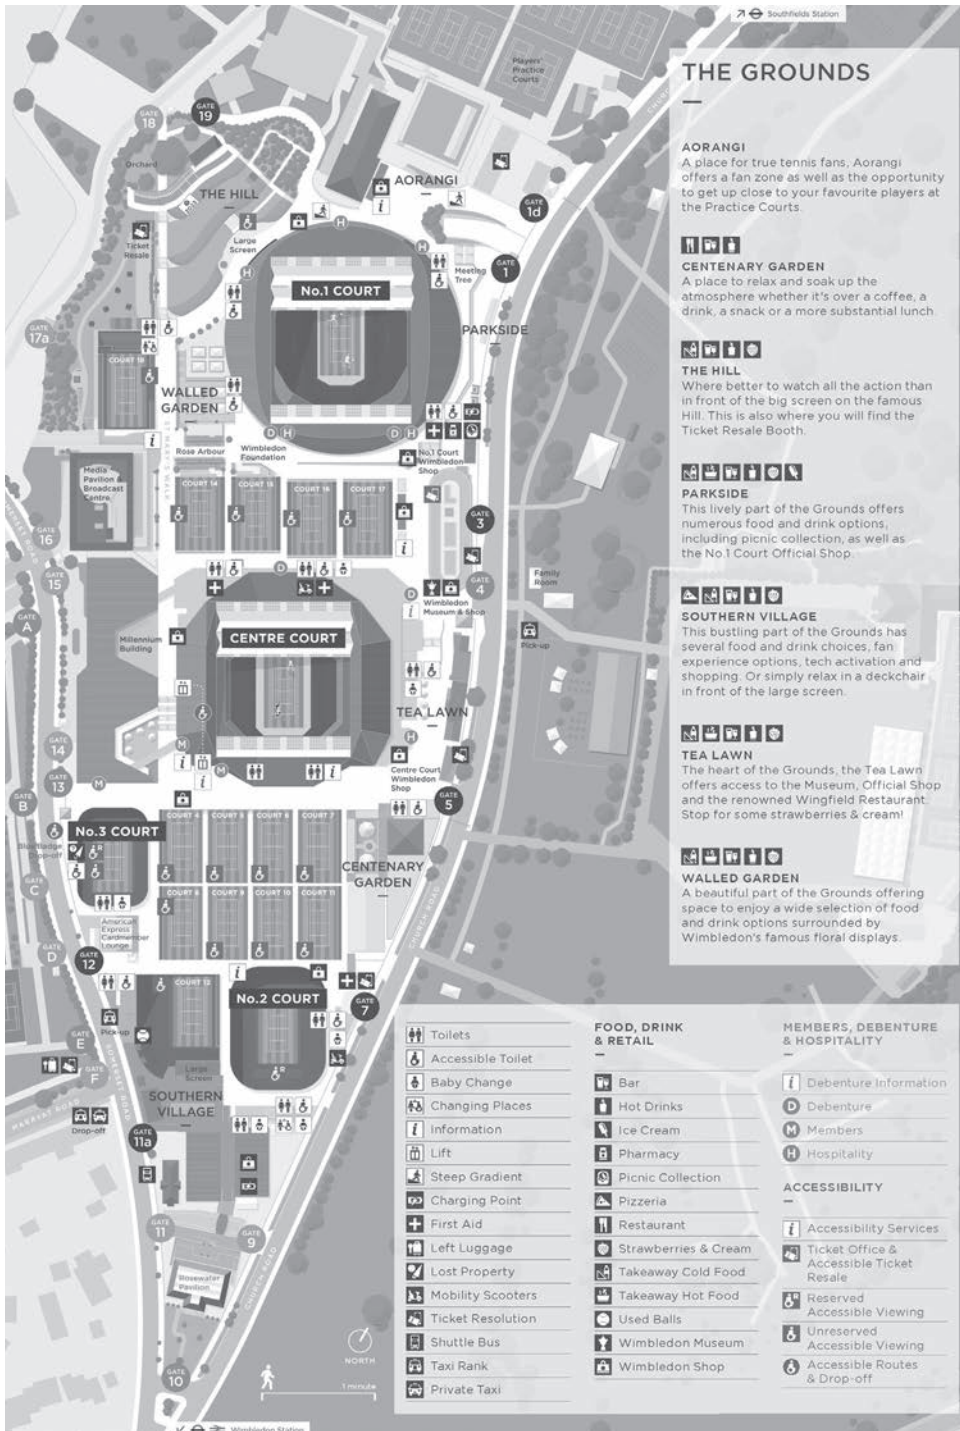 Southfields Station
Players'
Practice
Courts
CHURCH ROAD
THE GROUNDS
AORANGI
A place for true tennis fans, Aorangi
offers a fan zone as well as the opportunity
to get up close to your favourite players at
the Practice Courts.
CENTENARY GARDEN
A place to relax and soak up the
atmosphere whether it's over a coffee, a
drink, a snack or a more substantial lunch.
THE HILL
Where better to watch all the action than
in front of the big screen on the famous
Hill. This is also where you will find the
Ticket Resale Booth.
PARKSIDE
This lively part of the Grounds offers
numerous food and drink options,
including picnic collection, as well as
the No.1 Court Official Shop.
SOUTHERN VILLAGE
This bustling part of the Grounds has
several food and drink choices, fan
experience options, tech activation and
shopping. Or simply relax in a deckchair
in front of the large screen.
TEA LAWN
The heart of the Grounds, the Tea Lawn
offers access to the Museum, Official Shop
and the renowned Wingfield Restaurant.
Stop for some strawberries & cream!
WALLED GARDEN
A beautiful part of the Grounds offering
space to enjoy a wide selection of food
and drink options surrounded by
Wimbledon's famous floral displays.
GATE
18
GATE
19
Orchard
THE HILL
AORANGI
GATE
1d
Large
Screen
Ticket
Resale
H
H
H
GATE
1
Meeting
Tree
No.1 COURT
GATE
17a
PARKSIDE
COURT 18
WALLED
GARDEN
ST MARY'S WALK
D H
D H
Rose Arbour
Wimbledon
Foundation
No.1 Court
Wimbledon
Shop
Media
Pavilion &
Broadcast
Centre
COURT 14
COURT 15
COURT 16
COURT 17
GATE
3
GATE
16
GATE
15
D
GATE
4
D
Wimbledon
Museum & Shop
Family
Room
GATE
A
Millennium
Building
CENTRE COURT
Pick-up
TEA LAWN
H
GATE
14
M
M
M
GATE
13
Centre Court
Wimbledon
Shop
GATE
B
GATE
5
No.3 COURT
Blue Badge
Drop-off
COURT 4
COURT 5
COURT 6
COURT 7
CENTENARY
GARDEN
GATE
C
COURT 8
COURT 9
COURT 10
COURT 11
American
Express
Cardmember
Lounge
CHURCH ROAD
GATE
D
GATE
12
COURT 12
No.2 COURT
GATE
7
Pick-up
GATE
E
GATE
F
Large
Screen
SOMERSET ROAD
MARRYAT ROAD
SOUTHERN
VILLAGE
Drop-off
GATE
11a
GATE
11
GATE
9
Rosewater
Pavilion
CHURCH ROAD
GATE
10
NORTH
1 minute
Wimbledon Station
Toilets
Accessible Toilet
Baby Change
Changing Places
Information
Lift
Steep Gradient
Charging Point
First Aid
Left Luggage
Lost Property
Mobility Scooters
Ticket Resolution
Shuttle Bus
Taxi Rank
Private Taxi
FOOD, DRINK
& RETAIL
Bar
Hot Drinks
Ice Cream
Pharmacy
Picnic Collection
Pizzeria
Restaurant
Strawberries & Cream
Takeaway Cold Food
Takeaway Hot Food
Used Balls
Wimbledon Museum
Wimbledon Shop
MEMBERS, DEBENTURE
& HOSPITALITY
i Debenture Information
D Debenture
M Members
H Hospitality
ACCESSIBILITY
i Accessibility Services
Ticket Office &
Accessible Ticket
Resale
R Reserved
Accessible Viewing
Unreserved
Accessible Viewing
Accessible Routes
& Drop-off